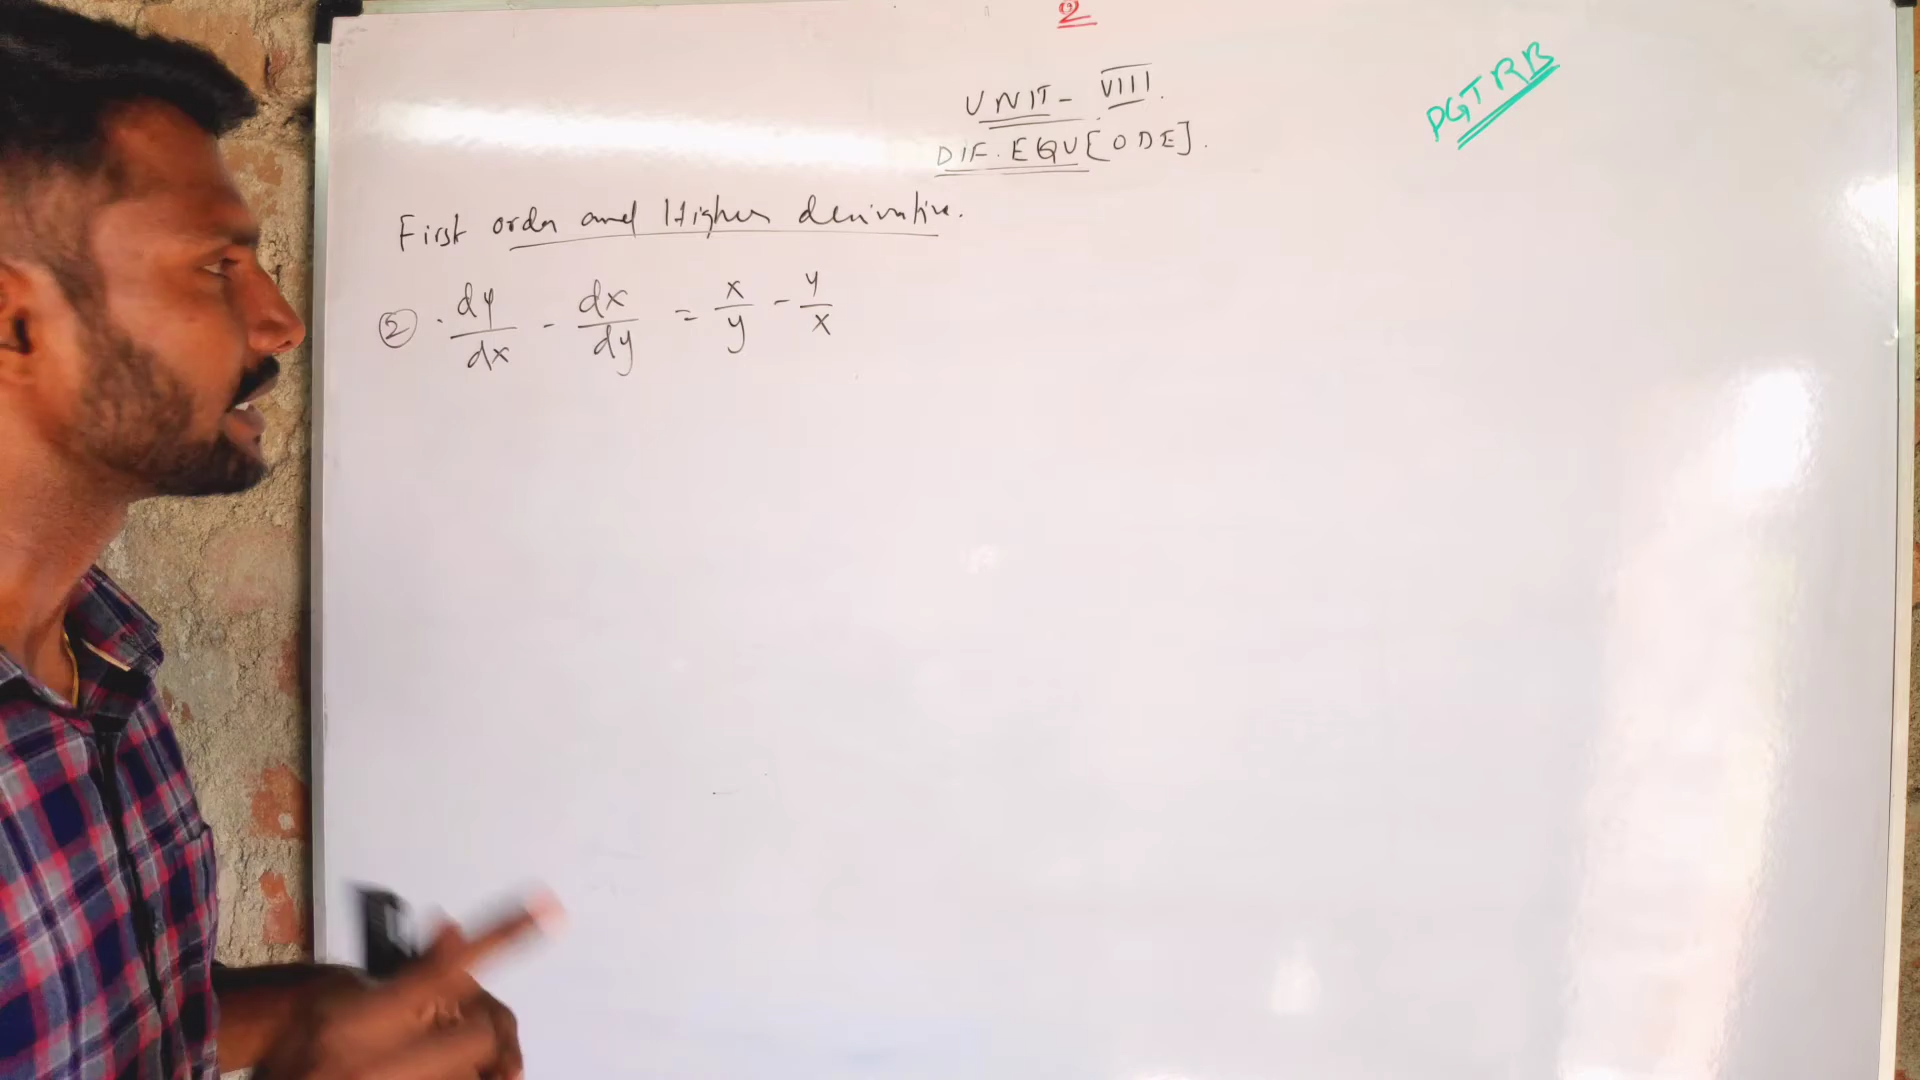 2
UNIT - VIII.
DIF. EQU [ODE].
PGTRB
First order and Higher derivative.
② . dy/dx - dx/dy = x/y - y/x